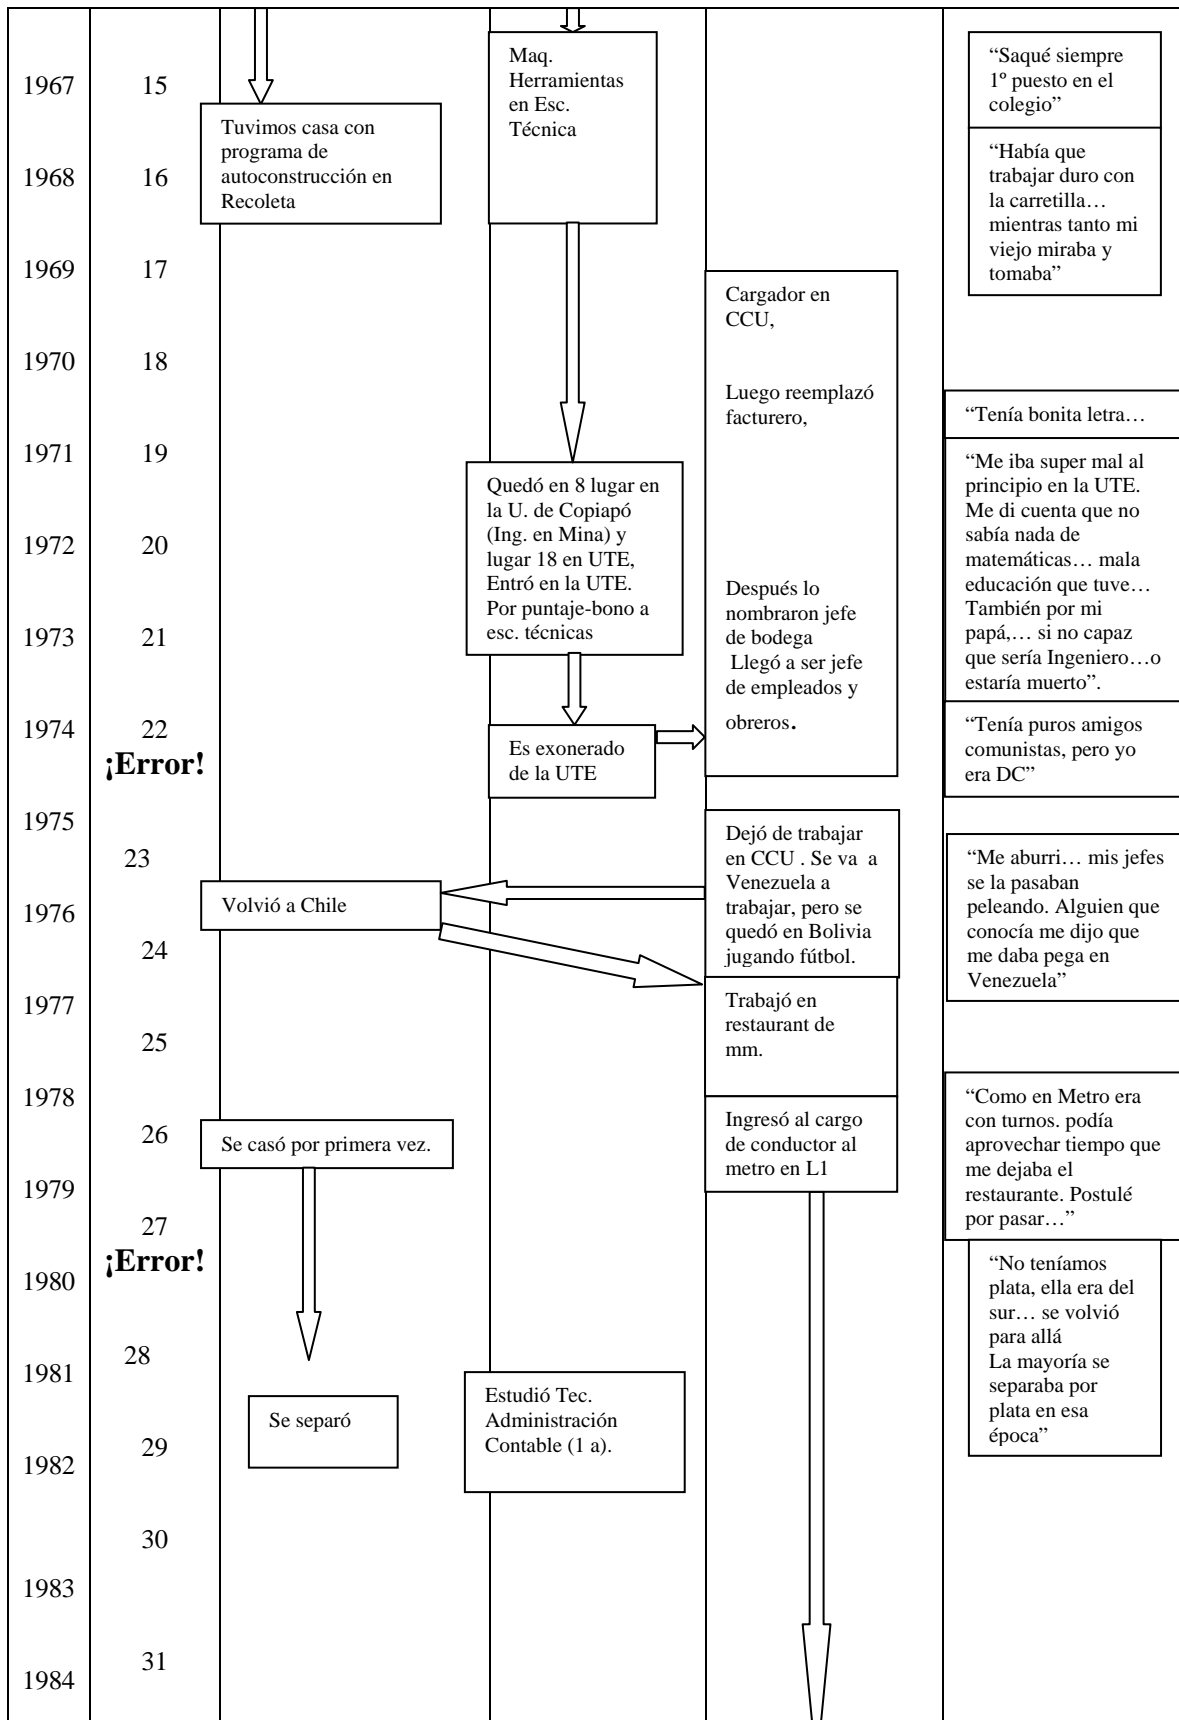 1967
15
1968
16
1969
17
1970
18
1971
19
1972
20
1973
21
1974
22
¡Error!
1975
23
1976
24
1977
25
1978
26
1979
27
¡Error!
1980
28
1981
29
1982
30
1983
31
1984
Tuvimos casa con
programa de
autoconstrucción en
Recoleta
Volvió a Chile
Se casó por primera vez.
Se separó
Maq.
Herramientas
en Esc.
Técnica
Quedó en 8 lugar en
la U. de Copiapó
(Ing. en Mina) y
lugar 18 en UTE,
Entró en la UTE.
Por puntaje-bono a
esc. técnicas
Es exonerado
de la UTE
Estudió Tec.
Administración
Contable (1 a).
Cargador en
CCU,
Luego reemplazó
facturero,
Después lo
nombraron jefe
de bodega
Llegó a ser jefe
de empleados y
obreros.
Dejó de trabajar
en CCU . Se va a
Venezuela a
trabajar, pero se
quedó en Bolivia
jugando fútbol.
Trabajó en
restaurant de
mm.
Ingresó al cargo
de conductor al
metro en L1
“Saqué siempre
1º puesto en el
colegio”
“Había que
trabajar duro con
la carretilla…
mientras tanto mi
viejo miraba y
tomaba”
“Tenía bonita letra…
“Me iba super mal al
principio en la UTE.
Me di cuenta que no
sabía nada de
matemáticas… mala
educación que tuve…
También por mi
papá,… si no capaz
que sería Ingeniero…o
estaría muerto”.
“Tenía puros amigos
comunistas, pero yo
era DC”
“Me aburri… mis jefes
se la pasaban
peleando. Alguien que
conocía me dijo que
me daba pega en
Venezuela”
“Como en Metro era
con turnos. podía
aprovechar tiempo que
me dejaba el
restaurante. Postulé
por pasar…”
“No teníamos
plata, ella era del
sur… se volvió
para allá
La mayoría se
separaba por
plata en esa
época”